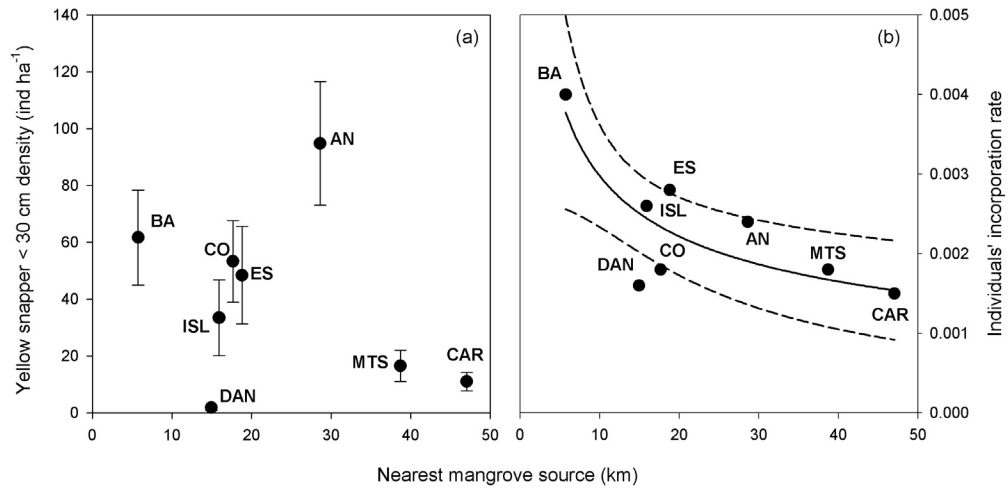 Yellow snapper < 30 cm density (ind ha⁻¹)
140
120
100
80
60
40
20
0
(a)
BA
CO
ES
ISL
DAN
AN
MTS
CAR
0 10 20 30 40 50
(b)
BA
ES
ISL
DAN
CO
AN
MTS
CAR
0 10 20 30 40 50
0.005
0.004
0.003
0.002
0.001
0.000
Individuals' incorporation rate
Nearest mangrove source (km)